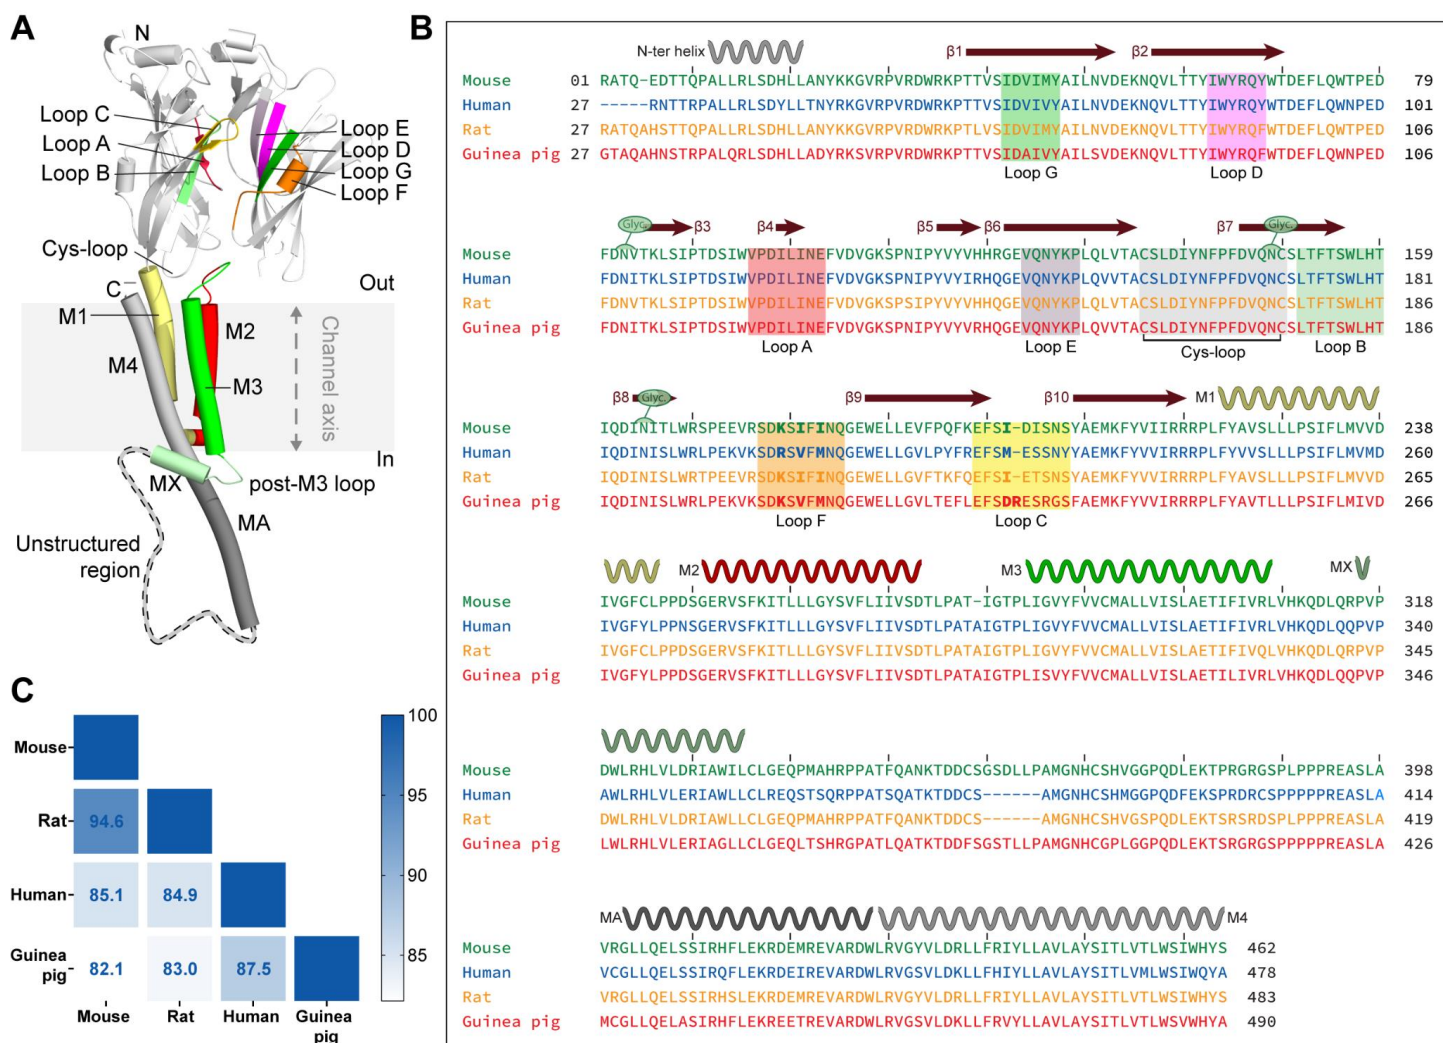 A
N
Loop C
Loop A
Loop B
Loop E
Loop D
Loop G
Loop F
Cys-loop
C
Out
M1
M2
M4
M3
Channel axis
In
MX
post-M3 loop
MA
Unstructured
region
B
N-ter helix β1 β2
Mouse 01 RATQ-EDTTQPALLRLSDHLLANYKKGVRPVRDWRKPTTVSIDVIMYAILNVDEKNQVLTTYIWYRQYWTDEFLQWTPED 79
Human 27 -----RNTTRPALLRLSDYLLTNYRKGVRPVRDWRKPTTVSIDVIVYAILNVDEKNQVLTTYIWYRQYWTDEFLQWNPED 101
Rat 27 RATQAHSTTQPALLRLSDHLLANYKKGVRPVRDWRKPTLVSIDVIMYAILNVDEKNQVLTTYIWYRQFWTDEFLQWTPED 106
Guinea pig 27 GTAQAHNSTRPALQRLSDHLLADYRKSVRPVRDWRKPTTVSIDAIVYAILSVDEKNQVLTTYIWYRQFWTDEFLQWNPED 106
Loop G Loop D
Glyc. β3 β4 β5 β6 β7 Glyc.
Mouse FDNVTKLSIPTDSIWVPDILINEFVDVGKSPNIPYVYVHHRGEVQNYKPLQLVTACSLDIYNFPFDVQNCSLTFTSWLHT 159
Human FDNITKLSIPTDSIWVPDILINEFVDVGKSPNIPYVYIRHQGEVQNYKPLQVVTACSLDIYNFPFDVQNCSLTFTSWLHT 181
Rat FDNVTKLSIPTDSIWVPDILINEFVDVGKSPSIPYVYVHHQGEVQNYKPLQLVTACSLDIYNFPFDVQNCSLTFTSWLHT 186
Guinea pig FDNITKLSIPTDSIWVPDILINEFVDVGKSPNIPYVYVRHQGEVQNYKPLQVVTACSLDIYNFPFDVQNCSLTFTSWLHT 186
Loop A Loop E Cys-loop Loop B
β8 Glyc. β9 β10 M1
Mouse IQDINITLWRSPEEVRSDKSIFINQGEWELLEVFPQFKEFSI-DISNSYAEMKFYVIIRRRPLFYAVSLLLPSIFLMVVD 238
Human IQDINISLWRLPEKVKSDRSVFMNQGEWELLGVLPYFREFSM-ESSNYYAEMKFYVVIRRRPLFYVVSLLLPSIFLMVMD 260
Rat IQDINISLWRTPEEVRSDKSIFINQGEWELLGVFTKFQEFSI-ETSNSYAEMKFYVVIRRRPLFYAVSLLLPSIFLMVVD 265
Guinea pig IQDINISLWRLPEKVKSDKSVFMNQGEWELLGVLTEFLEFSDRESRGSFAEMKFYVVIRRRPLFYAVTLLLPSIFLMIVD 266
Loop F Loop C
M2 M3 MX
Mouse IVGFCLPPDSGERVSFKITLLLGYSVFLIIVSDTLPAT-IGTPLIGVYFVVCMALLVISLAETIFIVRLVHKQDLQRPVP 318
Human IVGFYLPPNSGERVSFKITLLLGYSVFLIIVSDTLPATAIGTPLIGVYFVVCMALLVISLAETIFIVRLVHKQDLQQPVP 340
Rat IVGFYLPPDSGERVSFKITLLLGYSVFLIIVSDTLPATAIGTPLIGVYFVVCMALLVISLAETIFIVQLVHKQDLQRPVP 345
Guinea pig IVGFYLPPDSGERVSFKITLLLGYSVFLIIVSDTLPATAIGTPLISVYFVVCMALLVISLAETILIVRLVHKQDLQQPVP 346
Mouse DWLRHLVLDRIAWILCLGEQPMAHRPPATFQANKTDDCSGSDLLPAMGNHCSHVGGPQDLEKTPRGRGSPLPPPREASLA 398
Human AWLRHLVLERIAWLLCLREQSTSQRPPATSQATKTDDCS------AMGNHCSHMGGPQDFEKSPRDRCSPPPPPREASLA 414
Rat DWLRHLVLDRIAWLLCLGEQPMAHRPPATFQANKTDDCS------AMGNHCSHVGSPQDLEKTSRSRDSPLPPPREASLA 419
Guinea pig LWLRHLVLERIAGLLCLGEQLTSHRGPATLQATKTDDFSGSTLLPAMGNHCGPLGGPQDLEKTSRGRGSPPPPPREASLA 426
MA M4
Mouse VRGLLQELSSIRHFLEKRDEMREVARDWLRVGYVLDRLLFRIYLLAVLAYSITLVTLWSIWHYS 462
Human VCGLLQELSSIRQFLEKRDEIREVARDWLRVGSVLDKLLFHIYLLAVLAYSITLVMLWSIWQYA 478
Rat VRGLLQELSSIRHSLEKRDEMREVARDWLRVGYVLDRLLFRIYLLAVLAYSITLVTLWSIWHYS 483
Guinea pig MCGLLQELASIRHFLEKREETREVARDWLRVGSVLDKLLFRVYLLAVLAYSITLVTLWSVWHYA 490
C
Mouse
Rat 94.6
Human 85.1 84.9
Guinea
pig 82.1 83.0 87.5
Mouse Rat Human Guinea
pig
100
95
90
85